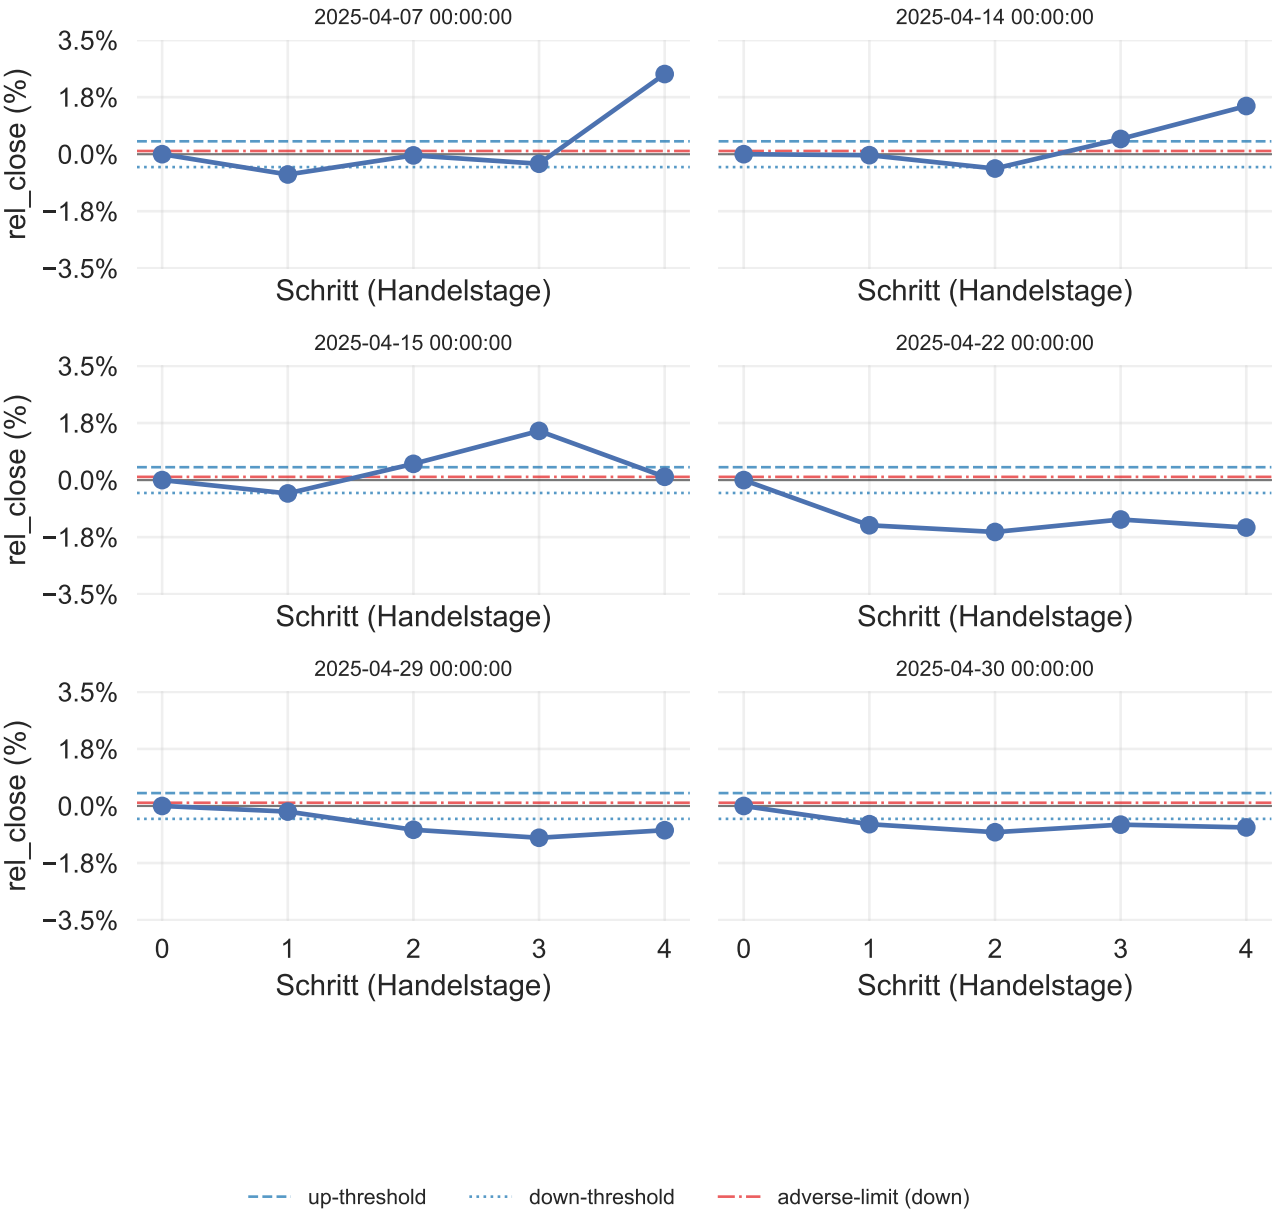 2025-04-07 00:00:00
2025-04-14 00:00:00
3.5%
1.8%
0.0%
−1.8%
−3.5%
rel_close (%)
Schritt (Handelstage)
Schritt (Handelstage)
2025-04-15 00:00:00
2025-04-22 00:00:00
3.5%
1.8%
0.0%
−1.8%
−3.5%
rel_close (%)
Schritt (Handelstage)
Schritt (Handelstage)
2025-04-29 00:00:00
2025-04-30 00:00:00
3.5%
1.8%
0.0%
−1.8%
−3.5%
rel_close (%)
0 1 2 3 4
0 1 2 3 4
Schritt (Handelstage)
Schritt (Handelstage)
up-threshold down-threshold adverse-limit (down)